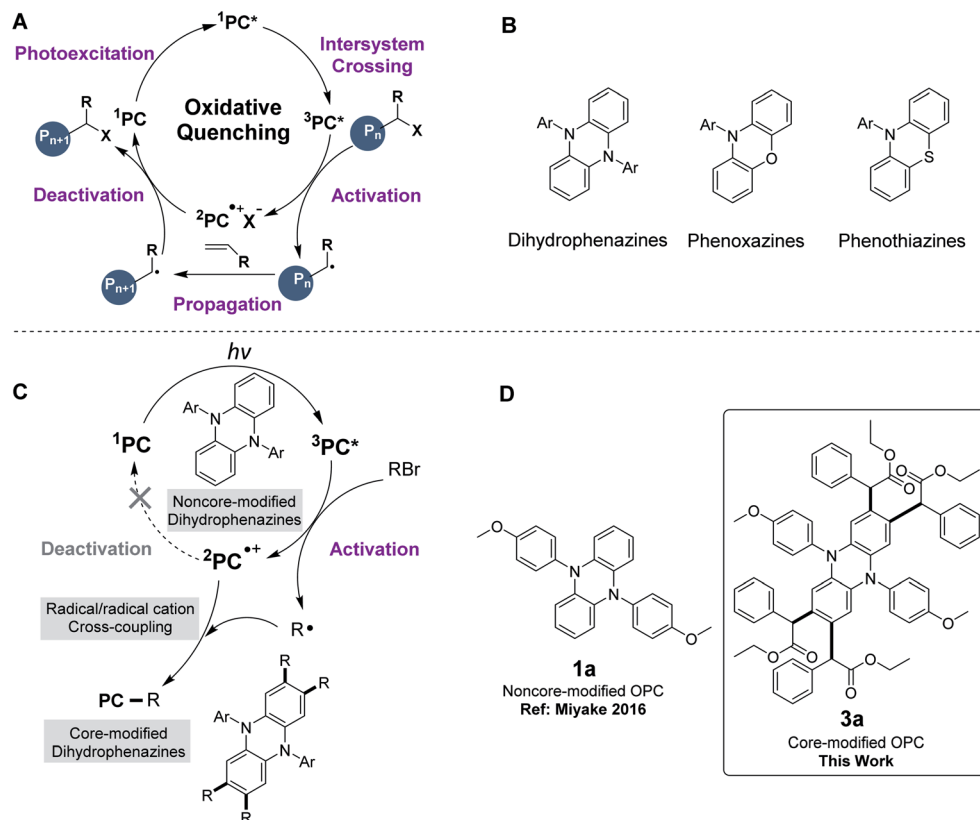 A
¹PC*
Photoexcitation
Intersystem
Crossing
R
X
Pₙ₊₁
¹PC
Oxidative
Quenching
³PC*
R
X
Pₙ
Deactivation
²PC•⁺X⁻
Activation
R
R
Pₙ₊₁
•
R
Pₙ
•
Propagation
B
Ar
N
N
Ar
Ar
N
O
Ar
N
S
Dihydrophenazines
Phenoxazines
Phenothiazines
C
hν
Ar
N
N
Ar
¹PC
³PC*
RBr
Noncore-modified
Dihydrophenazines
Deactivation
²PC•⁺
Activation
Radical/radical cation
Cross-coupling
R•
PC – R
Core-modified
Dihydrophenazines
R
R
Ar
N
N
Ar
R
R
D
O
N
N
O
1a
Noncore-modified OPC
Ref: Miyake 2016
O
O
O
O
O
N
N
O
O
O
O
O
3a
Core-modified OPC
This Work